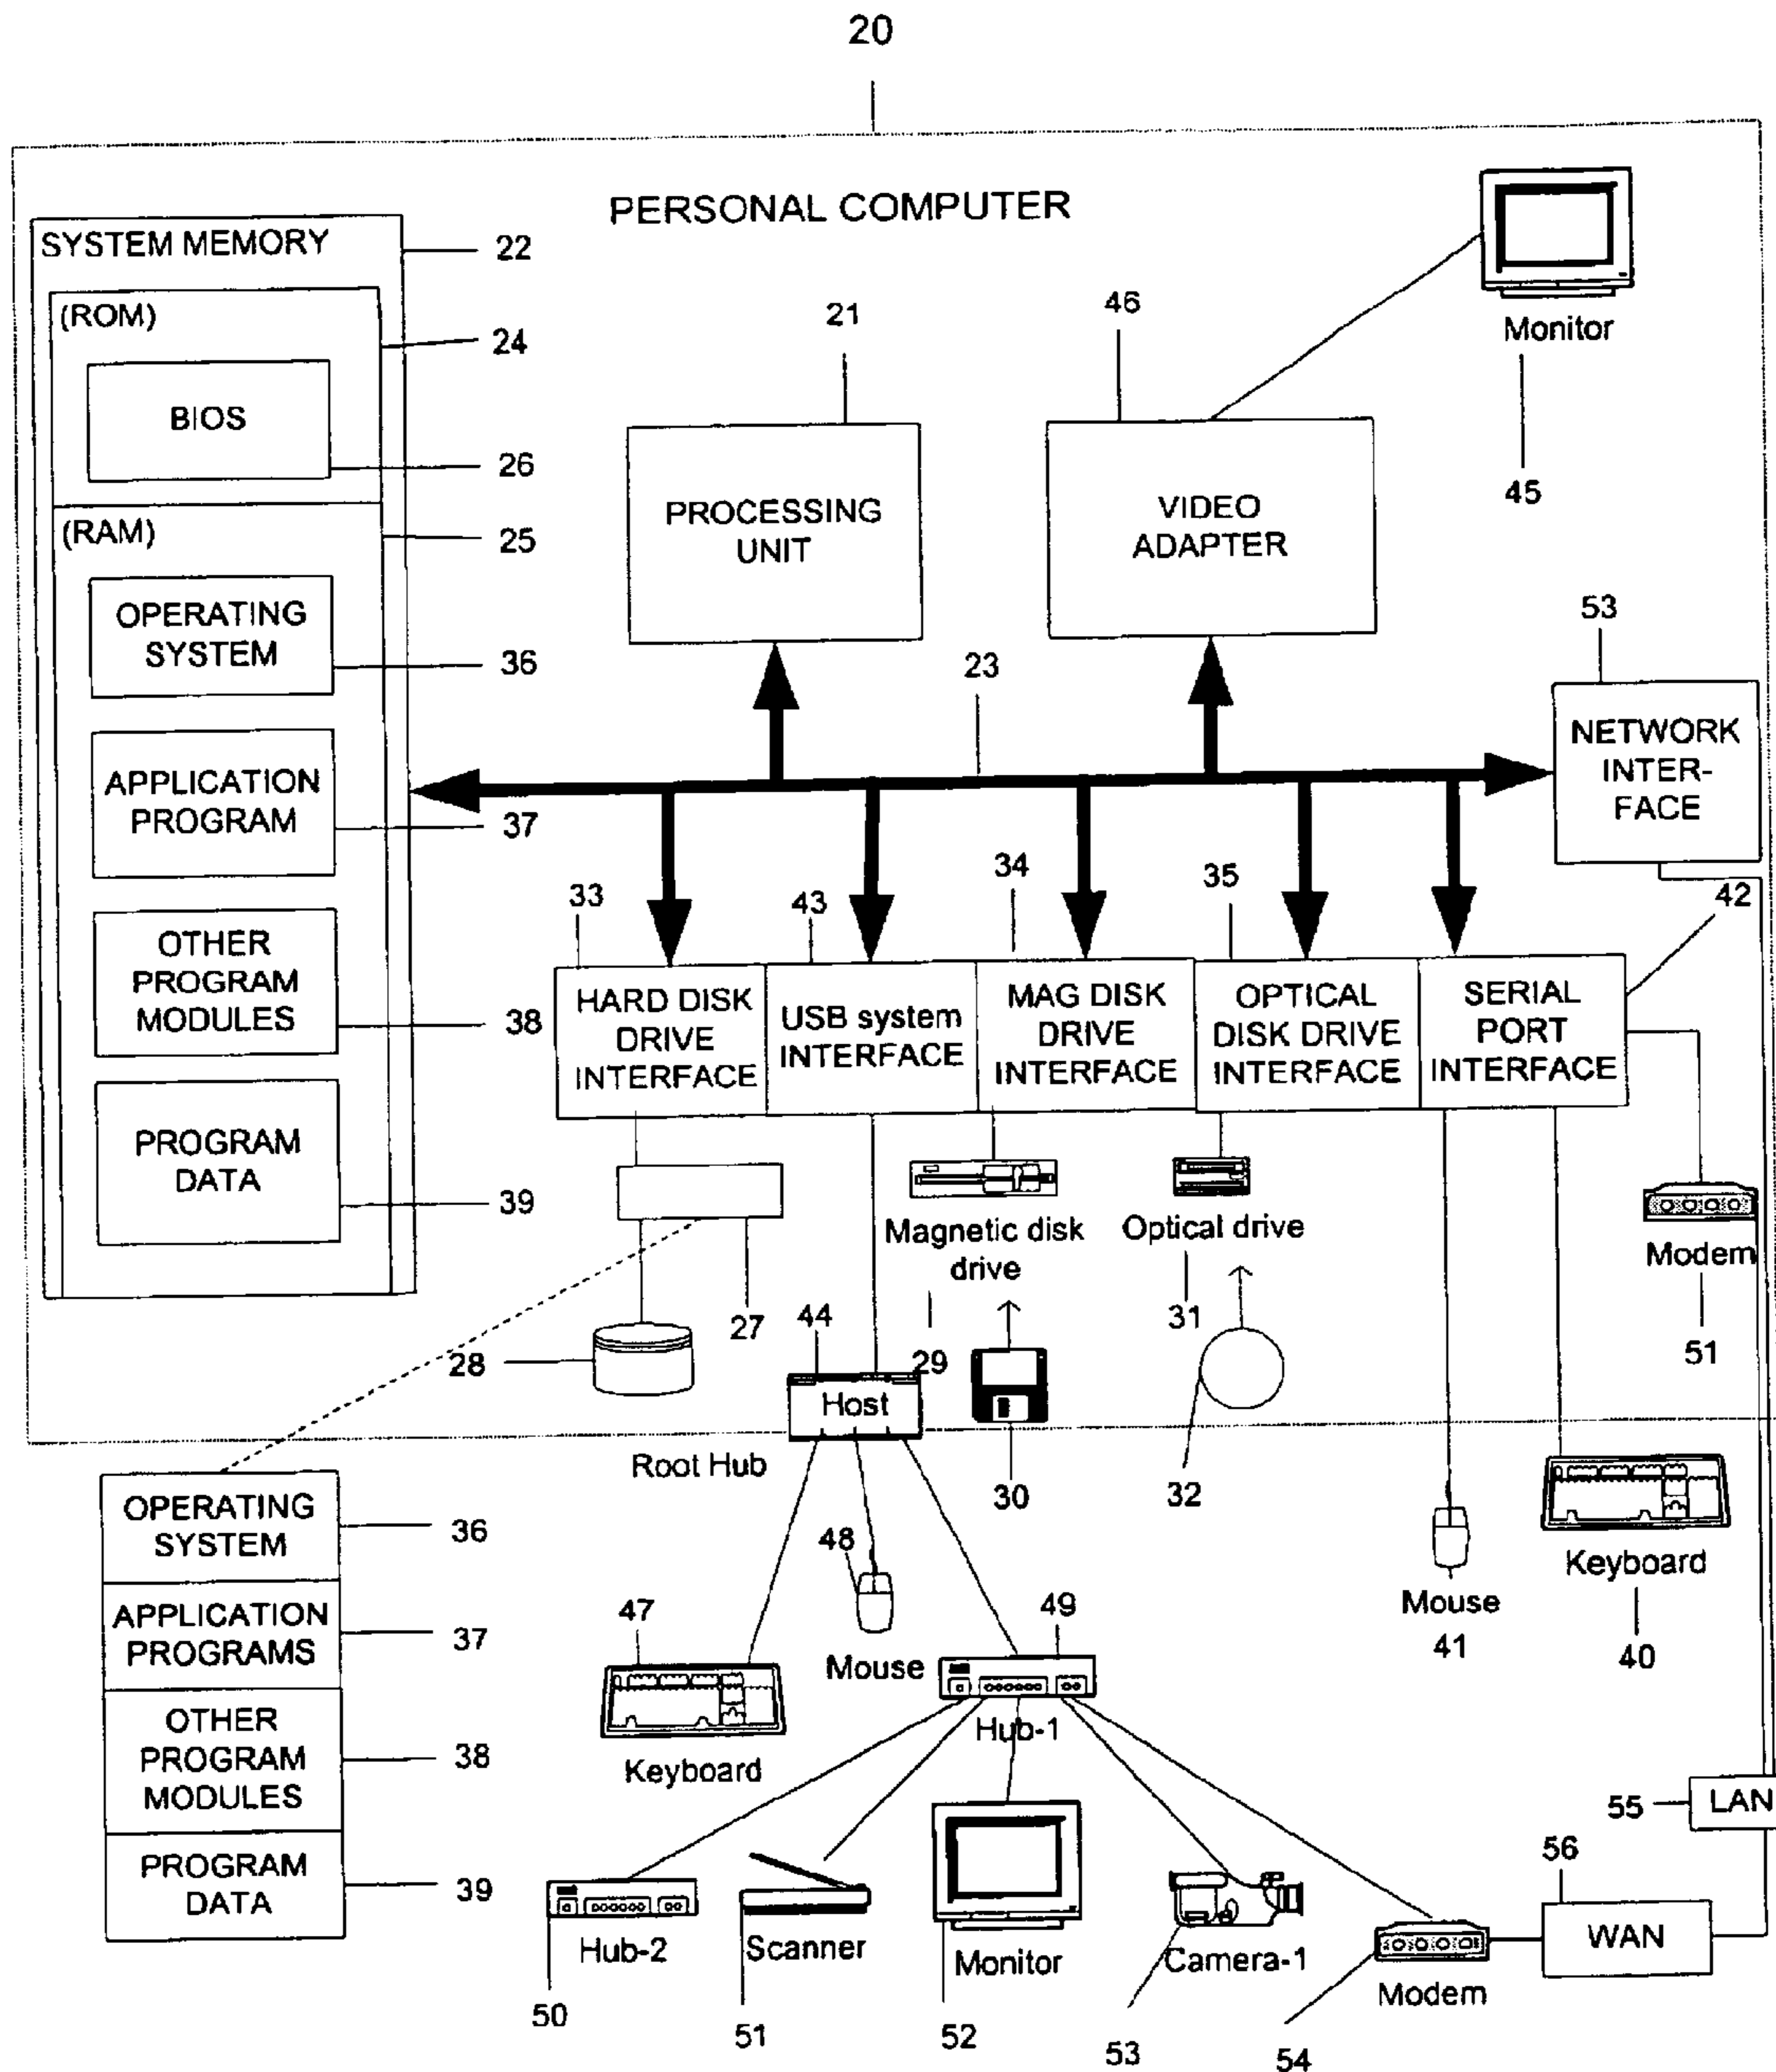 20
PERSONAL COMPUTER
SYSTEM MEMORY
22
(ROM)
24
BIOS
26
(RAM)
25
OPERATING
SYSTEM
36
APPLICATION
PROGRAM
37
OTHER
PROGRAM
MODULES
38
PROGRAM
DATA
39
21
PROCESSING
UNIT
46
VIDEO
ADAPTER
Monitor
45
23
53
NETWORK
INTER-
FACE
33
HARD DISK
DRIVE
INTERFACE
43
USB system
INTERFACE
34
MAG DISK
DRIVE
INTERFACE
35
OPTICAL
DISK DRIVE
INTERFACE
42
SERIAL
PORT
INTERFACE
27
28
Magnetic disk
drive
29
Optical drive
31
Modem
51
44
Host
Root Hub
30
32
OPERATING
SYSTEM
36
APPLICATION
PROGRAMS
37
OTHER
PROGRAM
MODULES
38
PROGRAM
DATA
39
47
Keyboard
48
Mouse
49
Hub-1
Mouse
41
Keyboard
40
55
LAN
56
WAN
Hub-2
50
Scanner
51
Monitor
52
Camera-1
53
Modem
54